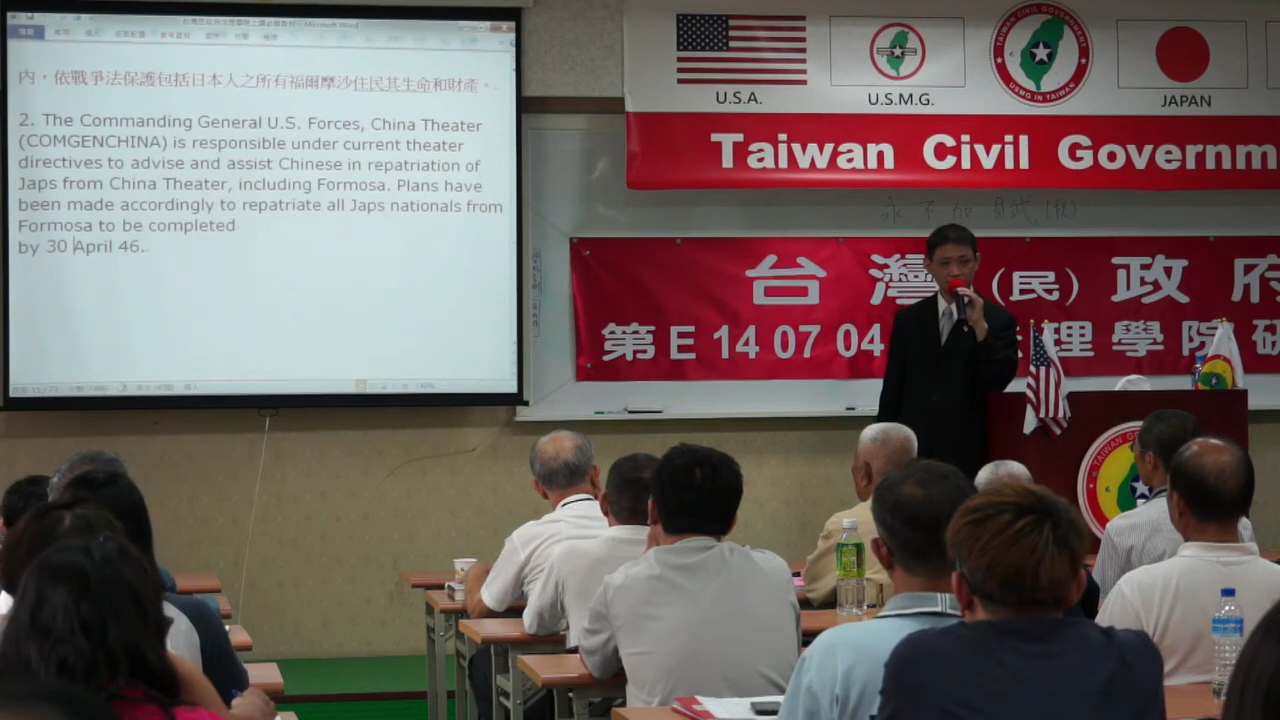 內，依戰爭法保護包括日本人之所有福爾摩沙住民其生命和財產。
2. The Commanding General U.S. Forces, China Theater
(COMGENCHINA) is responsible under current theater
directives to advise and assist Chinese in repatriation of
Japs from China Theater, including Formosa. Plans have
been made accordingly to repatriate all Japs nationals from
Formosa to be completed
by 30 April 46.
U.S.A.
U.S.M.G.
TAIWAN CIVIL GOVERNMENT
USMG IN TAIWAN
JAPAN
Taiwan Civil Governm
台灣（民）政府
第E 14 07 04
理學院研